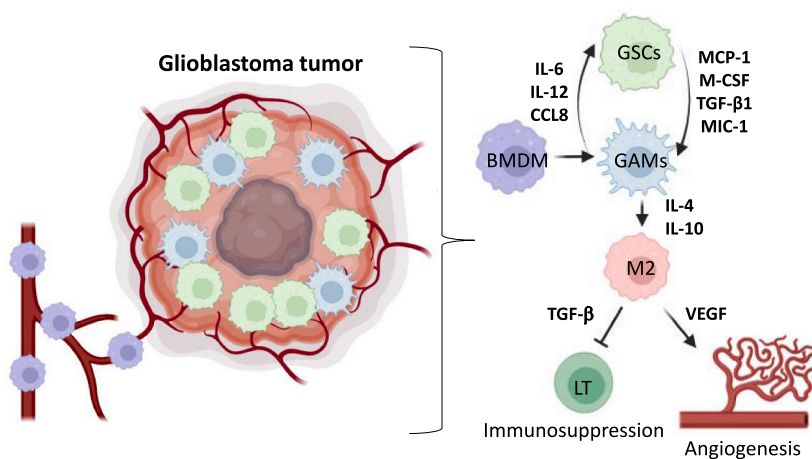 Glioblastoma tumor
GSCs
IL-6
IL-12
CCL8
MCP-1
M-CSF
TGF-β1
MIC-1
BMDM
GAMs
IL-4
IL-10
M2
TGF-β
VEGF
LT
Immunosuppression
Angiogenesis